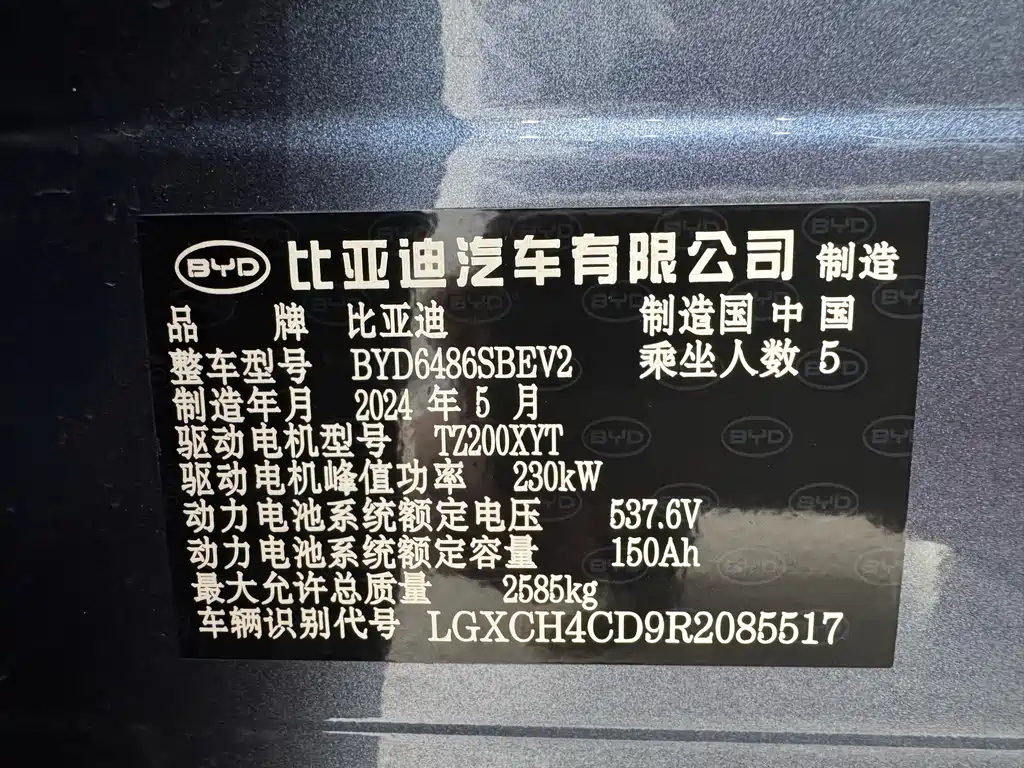 BYD 比亚迪汽车有限公司 制造
品 牌 比亚迪 制造国 中国
整车型号 BYD6486SBEV2 乘坐人数 5
制造年月 2024 年 5 月
驱动电机型号 TZ200XYT
驱动电机峰值功率 230kW
动力电池系统额定电压 537.6V
动力电池系统额定容量 150Ah
最大允许总质量 2585kg
车辆识别代号 LGXCH4CD9R2085517